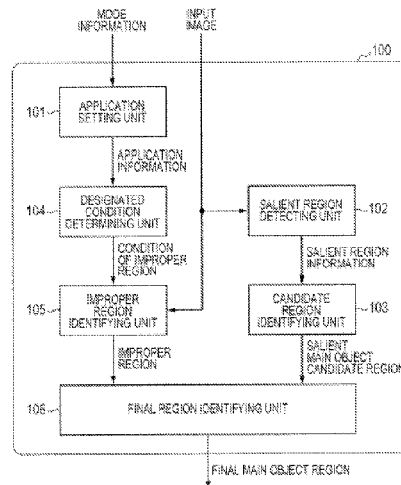 MODE
INFORMATION
INPUT
IMAGE
100
101
APPLICATION
SETTING UNIT
APPLICATION
INFORMATION
104
DESIGNATED
CONDITION
DETERMINING UNIT
SALIENT REGION
DETECTING UNIT
102
CONDITION
OF IMPROPER
REGION
SALIENT REGION
INFORMATION
105
IMPROPER
REGION
IDENTIFYING UNIT
CANDIDATE
REGION
IDENTIFYING UNIT
103
IMPROPER
REGION
SALIENT
MAIN OBJECT
CANDIDATE REGION
106
FINAL REGION IDENTIFYING UNIT
FINAL MAIN OBJECT REGION